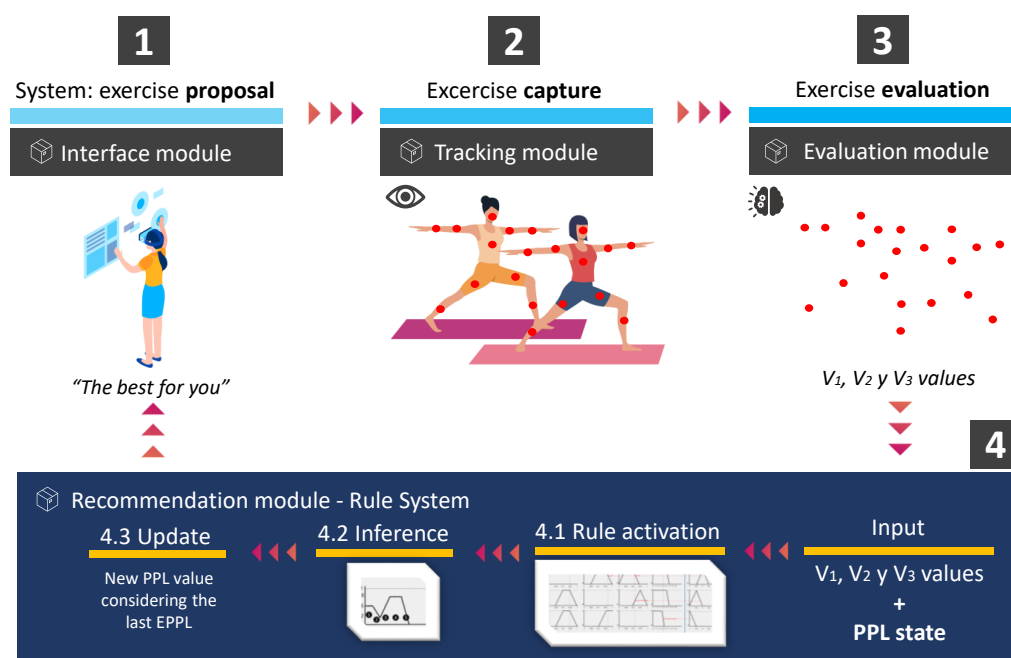 1
System: exercise proposal
Interface module
"The best for you"
2
Excercise capture
Tracking module
3
Exercise evaluation
Evaluation module
V1, V2 y V3 values
4
Recommendation module - Rule System
Input
V1, V2 y V3 values
+
PPL state
4.1 Rule activation
4.2 Inference
4.3 Update
New PPL value
considering the
last EPPL